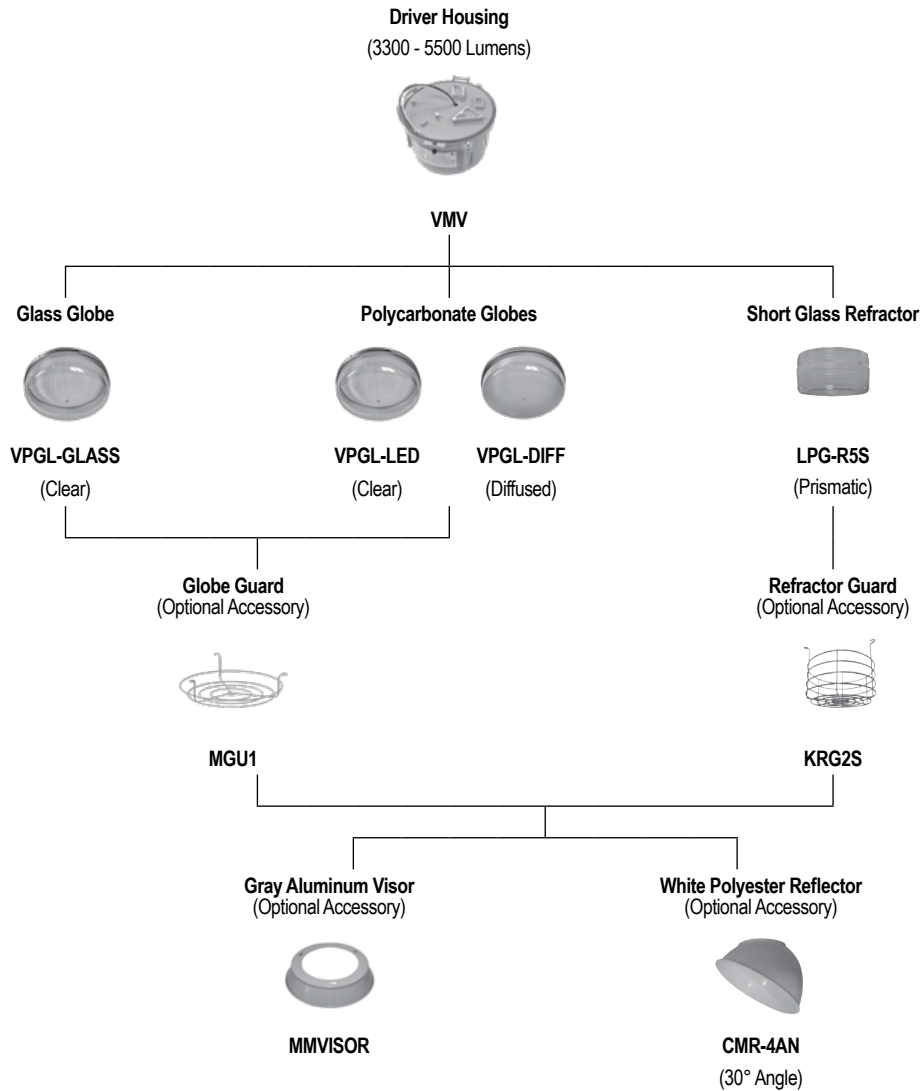 Driver Housing
(3300 - 5500 Lumens)
VMV
Glass Globe
Polycarbonate Globes
Short Glass Refractor
VPGL-GLASS
(Clear)
VPGL-LED
(Clear)
VPGL-DIFF
(Diffused)
LPG-R5S
(Prismatic)
Globe Guard
(Optional Accessory)
Refractor Guard
(Optional Accessory)
MGU1
KRG2S
Gray Aluminum Visor
(Optional Accessory)
White Polyester Reflector
(Optional Accessory)
MMVISOR
CMR-4AN
(30° Angle)